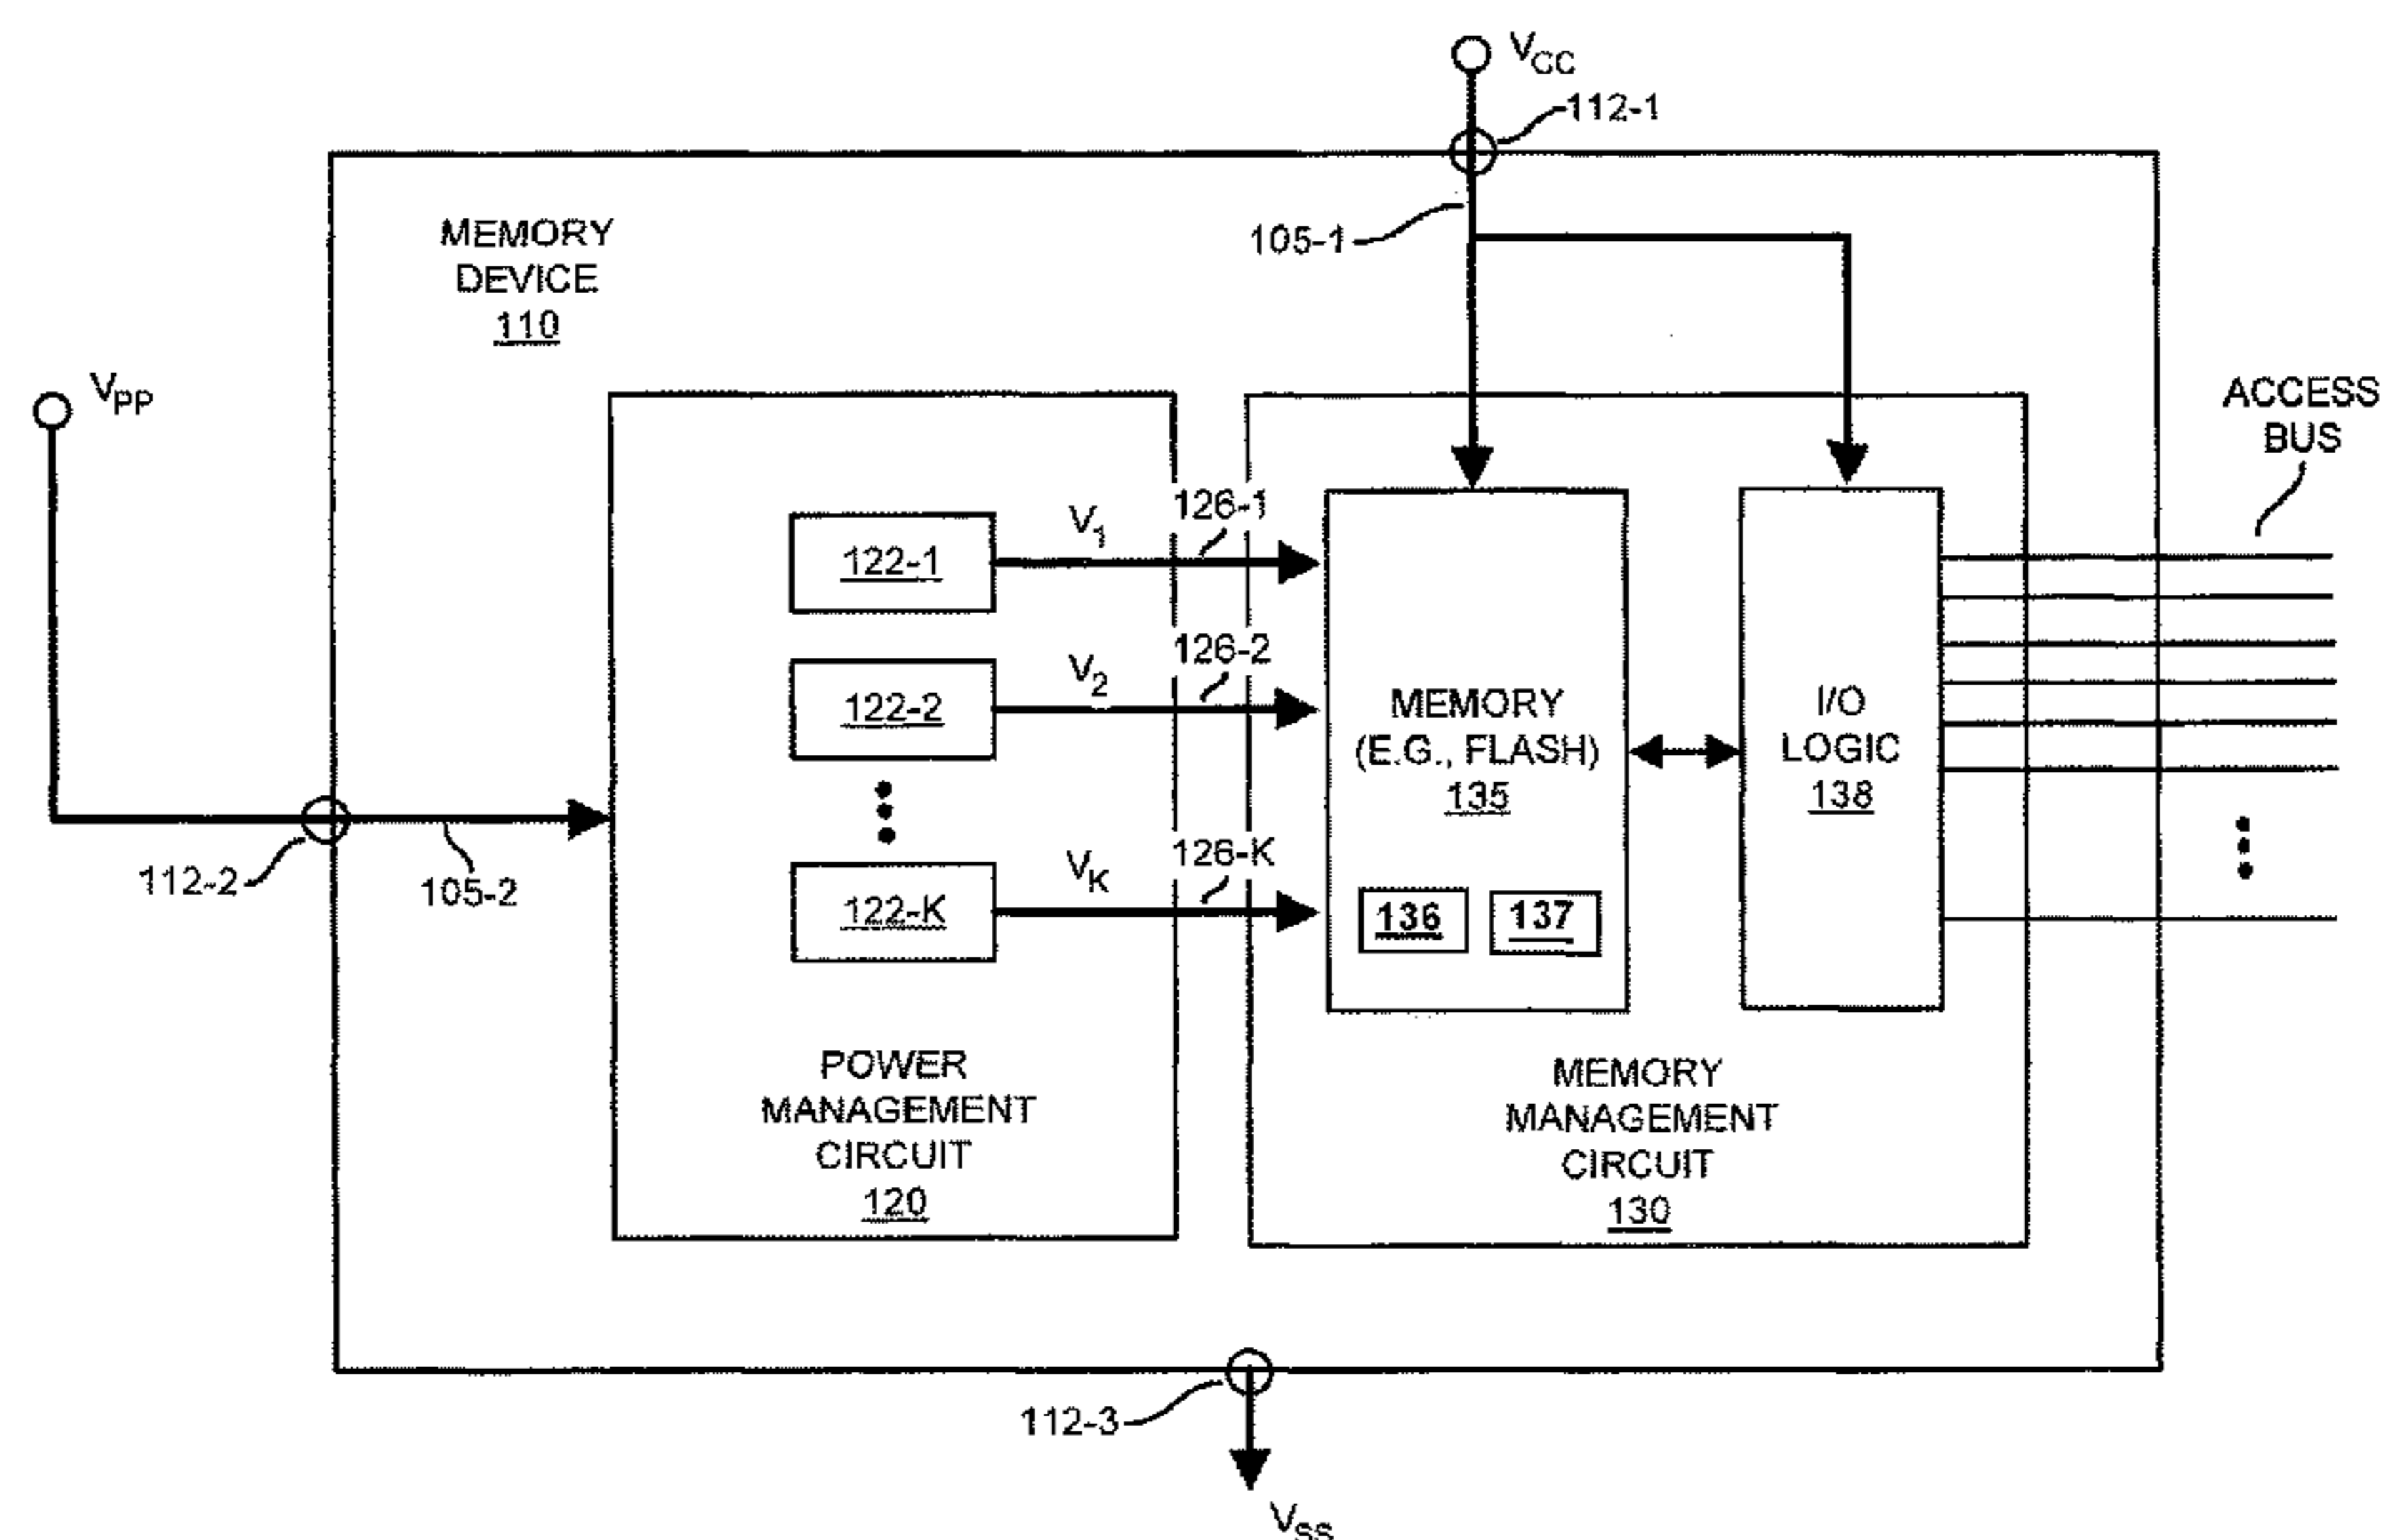 VCC
112-1
MEMORY
DEVICE
110
105-1
VPP
ACCESS
BUS
V1
126-1
122-1
V2
126-2
122-2
VK
126-K
122-K
MEMORY
(E.G., FLASH)
135
136
137
I/O
LOGIC
138
112-2
105-2
POWER
MANAGEMENT
CIRCUIT
120
MEMORY
MANAGEMENT
CIRCUIT
130
112-3
VSS